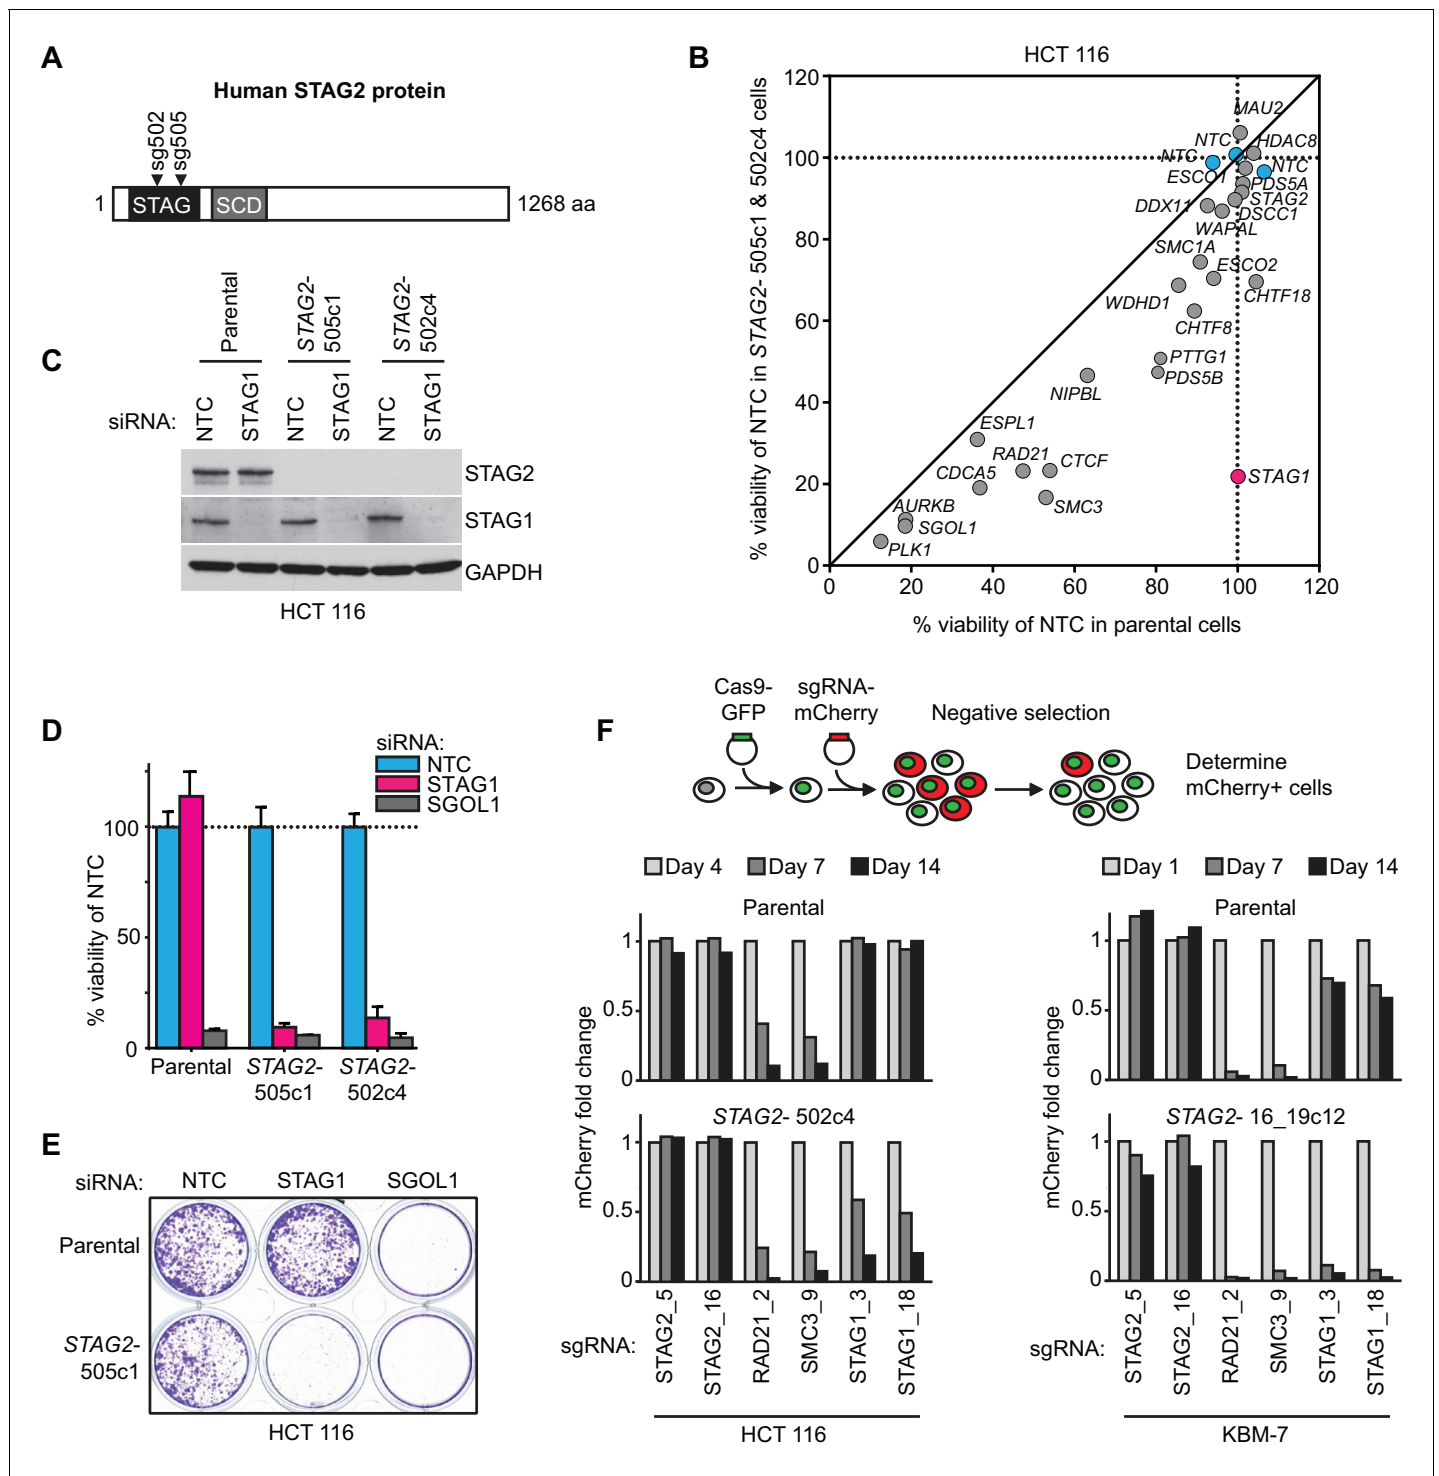 A
Human STAG2 protein
sg502
sg505
1
STAG
SCD
1268 aa
B
HCT 116
% viability of NTC in STAG2- 505c1 & 502c4 cells
120
100
80
60
40
20
0
MAU2
NTC
HDAC8
NTC
NTC
ESCO1
PDS5A
STAG2
DDX11
DSCC1
WAPAL
SMC1A
ESCO2
WDHD1
CHTF18
CHTF8
PTTG1
PDS5B
NIPBL
ESPL1
RAD21
CTCF
CDCA5
STAG1
SMC3
AURKB
SGOL1
PLK1
0 20 40 60 80 100 120
% viability of NTC in parental cells
C
Parental
STAG2-
505c1
STAG2-
502c4
siRNA:
NTC
STAG1
NTC
STAG1
NTC
STAG1
STAG2
STAG1
GAPDH
HCT 116
D
siRNA:
NTC
STAG1
SGOL1
% viability of NTC
100
50
0
Parental
STAG2-
505c1
STAG2-
502c4
E
siRNA: NTC STAG1 SGOL1
Parental
STAG2-
505c1
HCT 116
F
Cas9-
GFP
sgRNA-
mCherry
Negative selection
Determine
mCherry+ cells
Day 4 Day 7 Day 14
Parental
mCherry fold change
1
0.5
0
STAG2- 502c4
1
0.5
0
sgRNA:
STAG2_5
STAG2_16
RAD21_2
SMC3_9
STAG1_3
STAG1_18
HCT 116
Day 1 Day 7 Day 14
Parental
mCherry fold change
1
0.5
0
STAG2- 16_19c12
1
0.5
0
sgRNA:
STAG2_5
STAG2_16
RAD21_2
SMC3_9
STAG1_3
STAG1_18
KBM-7